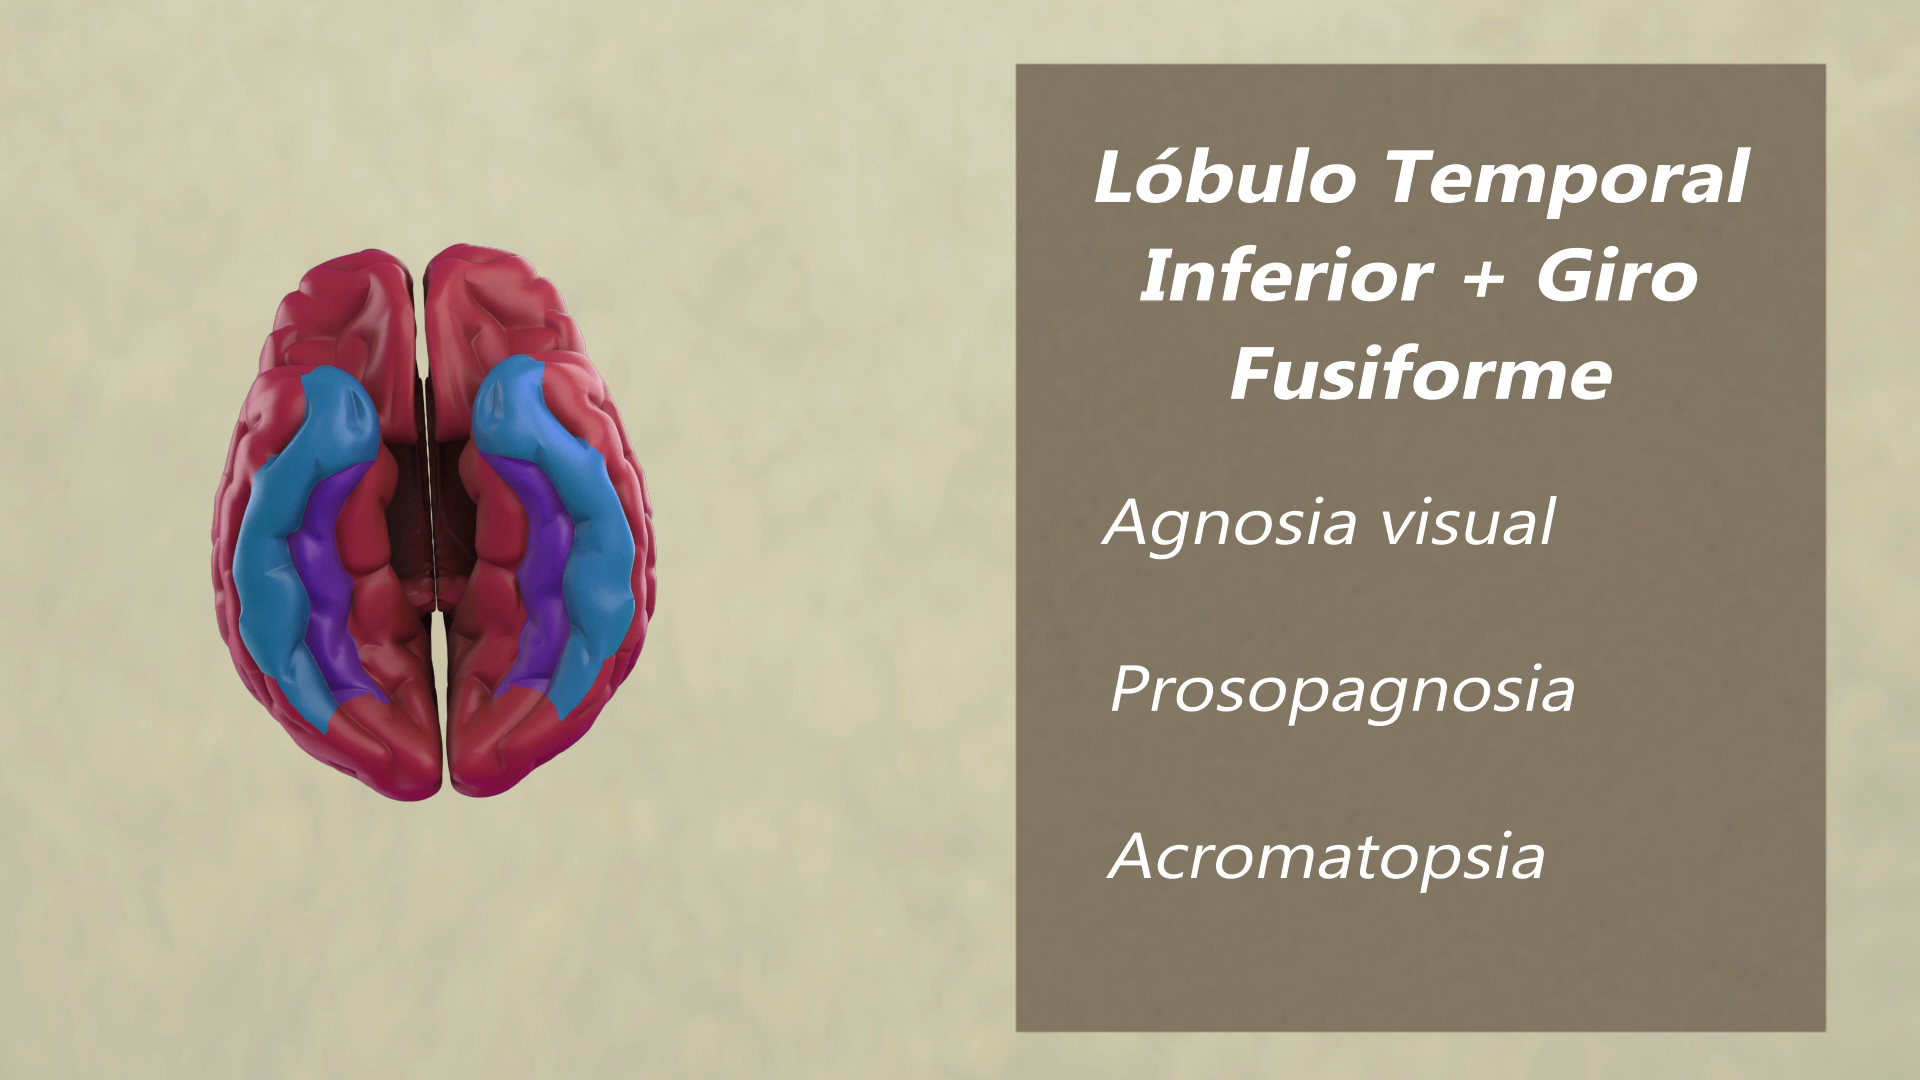 Lóbulo Temporal
Inferior + Giro
Fusiforme
Agnosia visual
Prosopagnosia
Acromatopsia